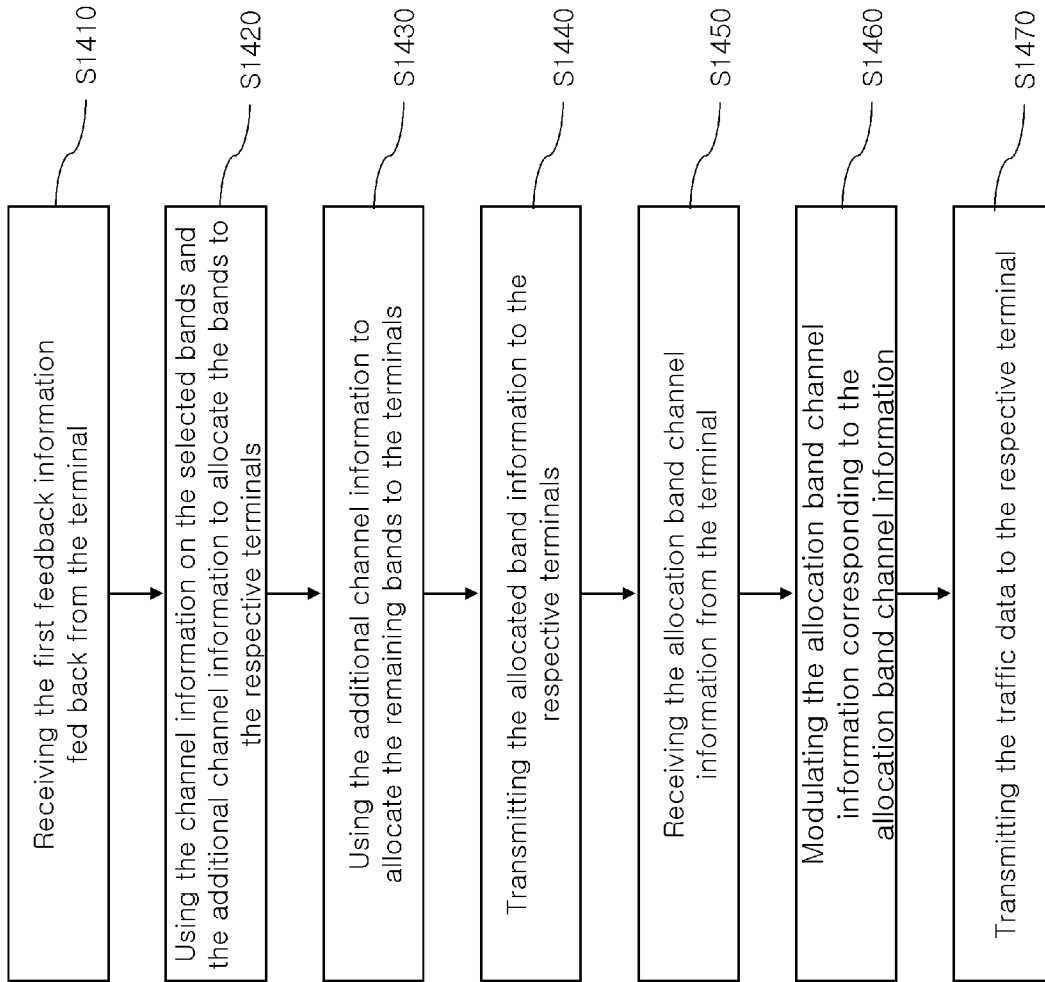 Receiving the first feedback information
fed back from the terminal
S1410
Using the channel information on the selected bands and
the additional channel information to allocate the bands to
the respective terminals
S1420
Using the additional channel information to
allocate the remaining bands to the terminals
S1430
Transmitting the allocated band information to the
respective terminals
S1440
Receiving the allocation band channel
information from the terminal
S1450
Modulating the allocation band channel
information corresponding to the
allocation band channel information
S1460
Transmitting the traffic data to the respective terminal
S1470